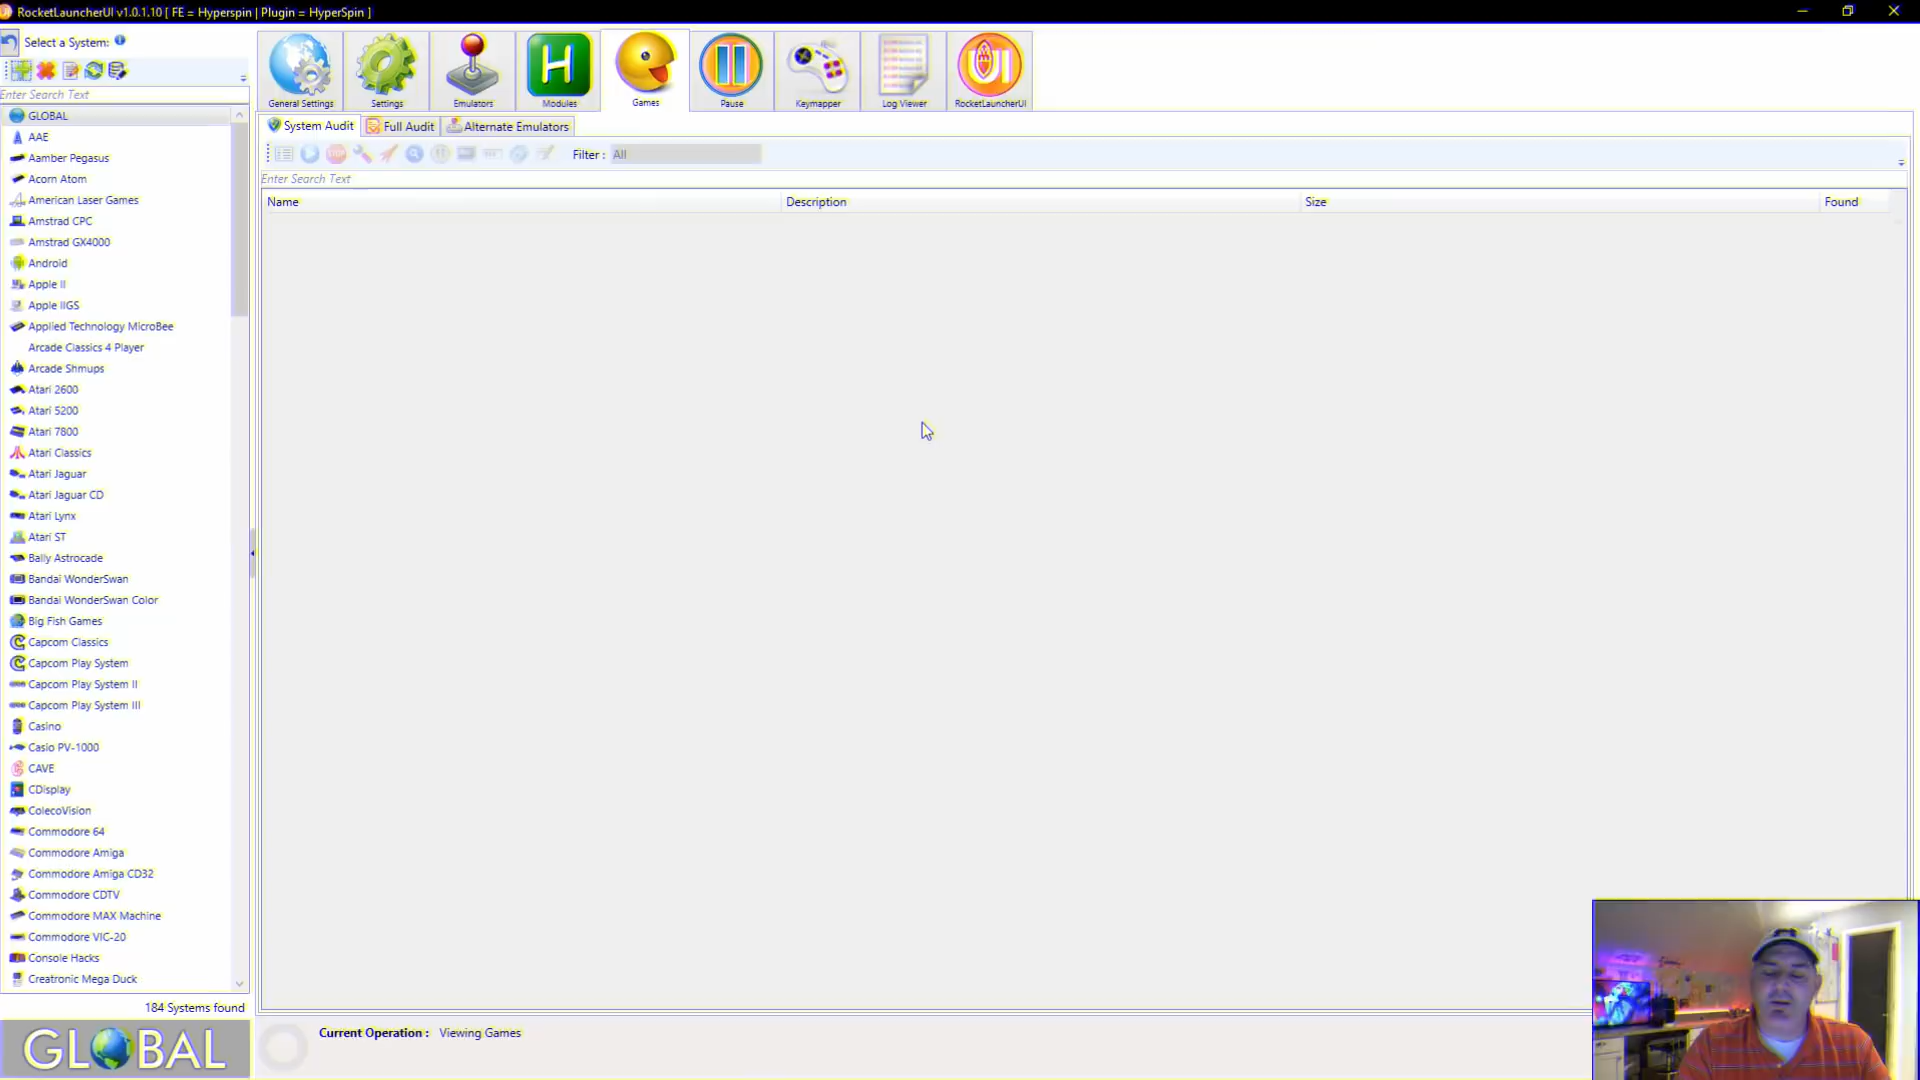 RocketLauncherUI v1.0.1.10 [ FE = Hyperspin | Plugin = HyperSpin ]
Select a System:
Enter Search Text
GLOBAL
AAE
Aamber Pegasus
Acorn Atom
American Laser Games
Amstrad CPC
Amstrad GX4000
Android
Apple II
Apple IIGS
Applied Technology MicroBee
Arcade Classics 4 Player
Arcade Shmups
Atari 2600
Atari 5200
Atari 7800
Atari Classics
Atari Jaguar
Atari Jaguar CD
Atari Lynx
Atari ST
Bally Astrocade
Bandai WonderSwan
Bandai WonderSwan Color
Big Fish Games
Capcom Classics
Capcom Play System
Capcom Play System II
Capcom Play System III
Casino
Casio PV-1000
CAVE
CDisplay
ColecoVision
Commodore 64
Commodore Amiga
Commodore Amiga CD32
Commodore CDTV
Commodore MAX Machine
Commodore VIC-20
Console Hacks
Creatronic Mega Duck
184 Systems found
GLOBAL
General Settings
Settings
Emulators
H
Modules
Games
Pause
Keymapper
Log Viewer
UI
RocketLauncherUI
System Audit
Full Audit
Alternate Emulators
STOP
Filter : All
Enter Search Text
Name Description Size Found
Current Operation : Viewing Games